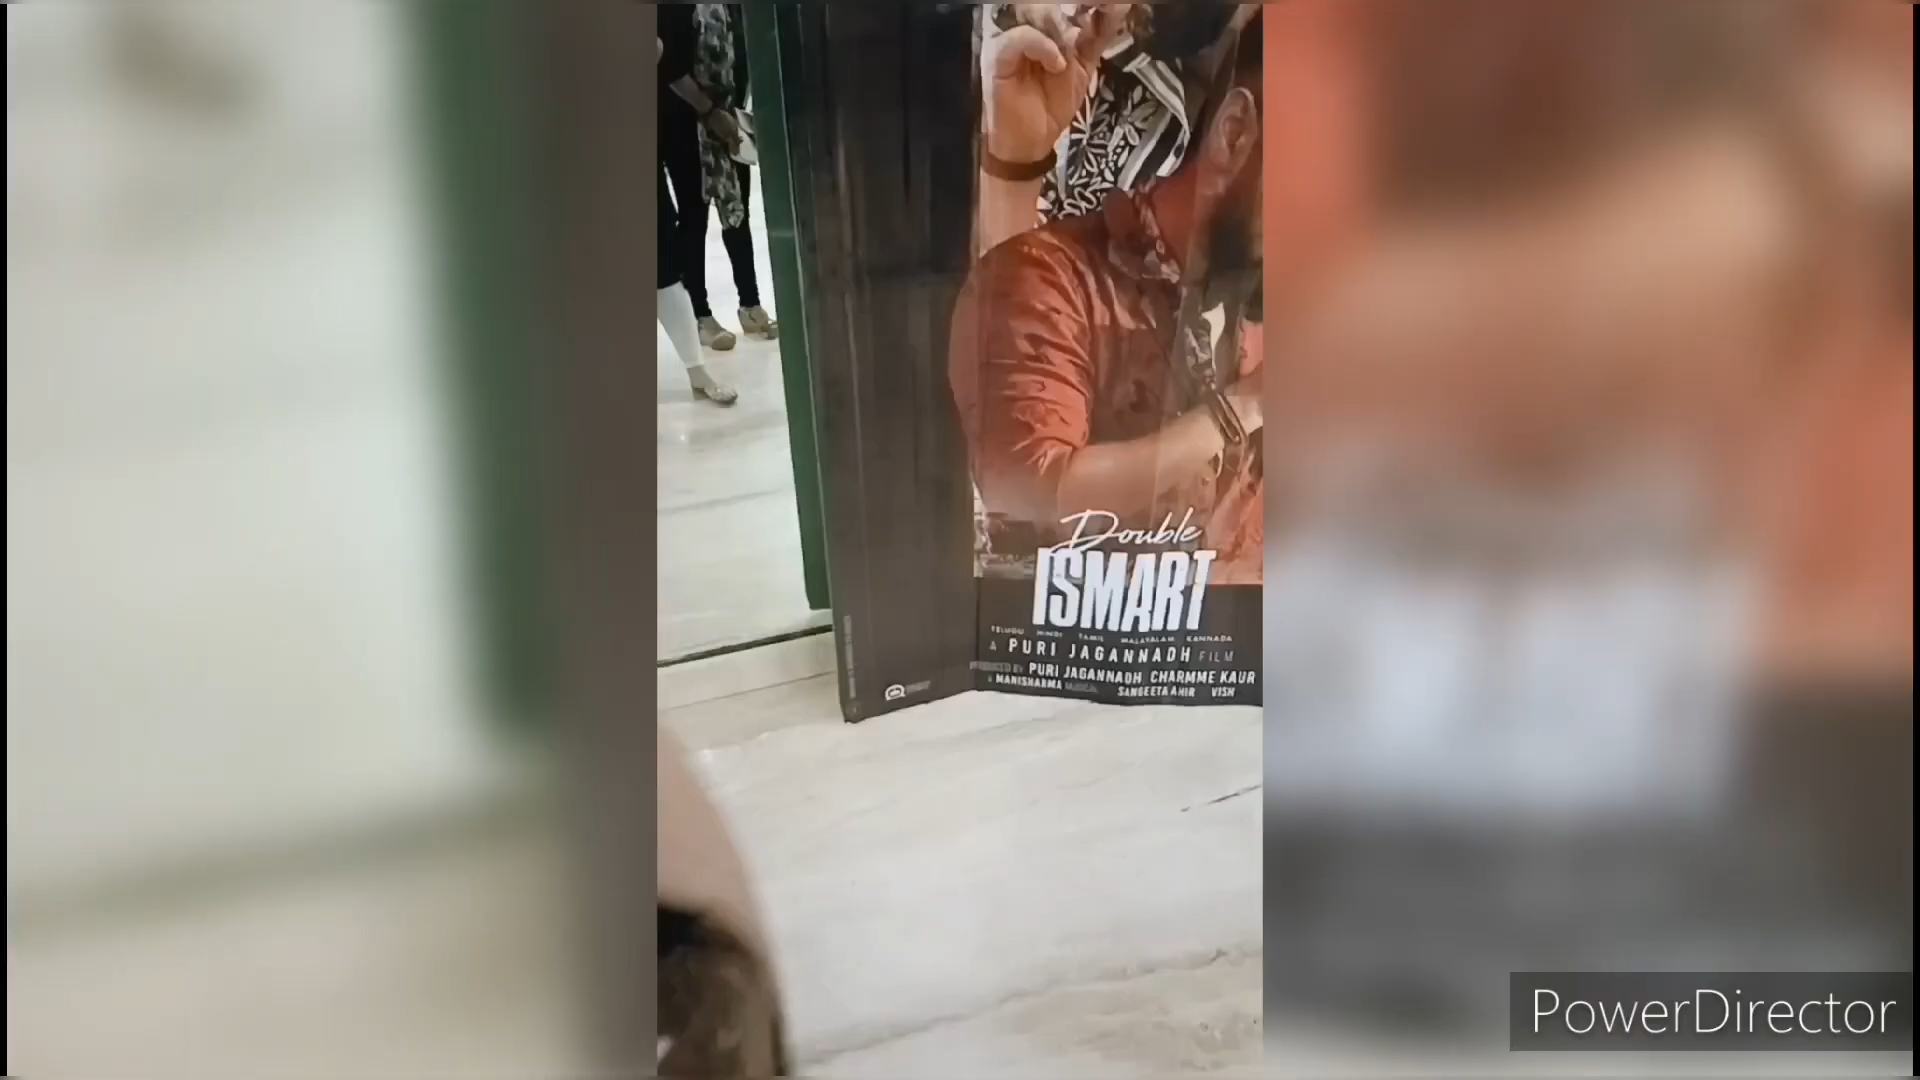 Double
ISMART
TELUGU HINDI TAMIL MALAYALAM KANNADA
A PURI JAGANNADH FILM
PRODUCED BY PURI JAGANNADH CHARMME KAUR
A MANISHARMA MUSICAL SANGEETA AHIR VISH
PowerDirector